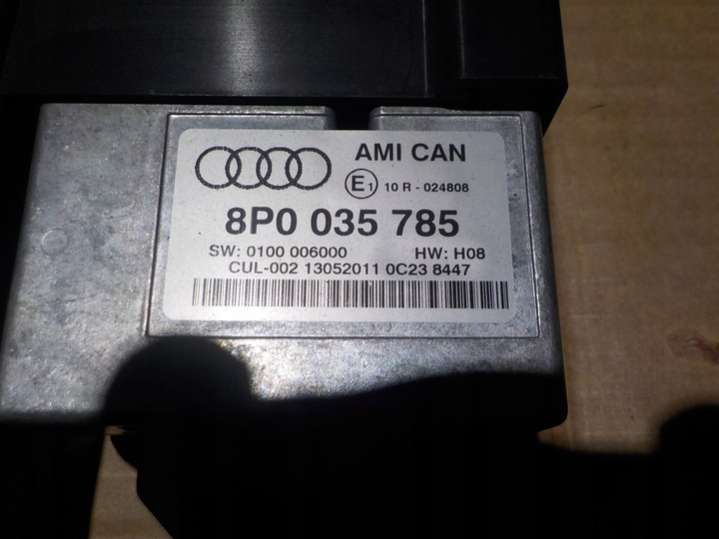 AMI CAN
E1 10 R - 024808
8P0 035 785
SW: 0100 006000 HW: H08
CUL-002 13052011 0C23 8447